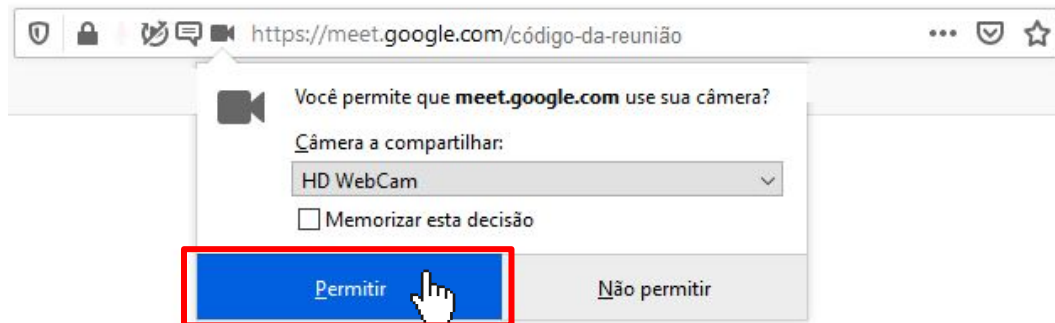 https://meet.google.com/código-da-reunião
Você permite que meet.google.com use sua câmera?
Câmera a compartilhar:
HD WebCam
Memorizar esta decisão
Permitir Não permitir